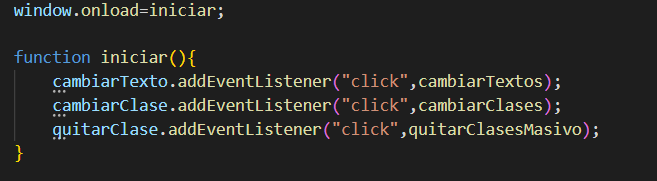 window.onload=iniciar;
function iniciar(){
cambiarTexto.addEventListener("click",cambiarTextos);
cambiarClase.addEventListener("click",cambiarClases);
quitarClase.addEventListener("click",quitarClasesMasivo);
}